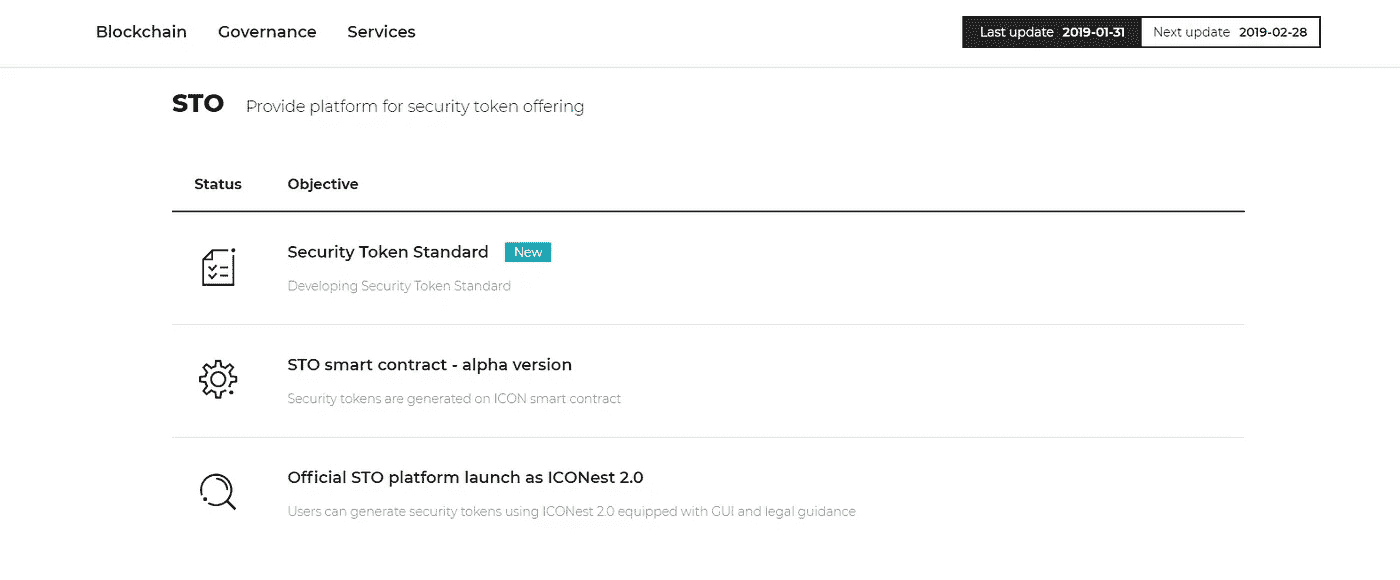 Blockchain Governance Services Last update 2019-01-31 Next update 2019-02-28
STO Provide platform for security token offering
Status Objective
Security Token Standard New
Developing Security Token Standard
STO smart contract - alpha version
Security tokens are generated on ICON smart contract
Official STO platform launch as ICONest 2.0
Users can generate security tokens using ICONest 2.0 equipped with GUI and legal guidance